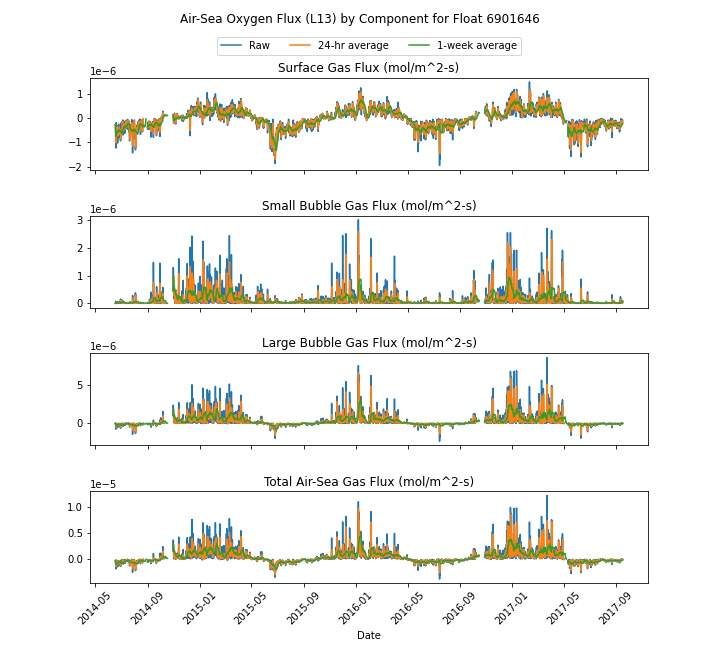 Air-Sea Oxygen Flux (L13) by Component for Float 6901646
Raw 24-hr average 1-week average
1e−6 Surface Gas Flux (mol/m^2-s)
1
0
−1
−2
1e−6 Small Bubble Gas Flux (mol/m^2-s)
3
2
1
0
1e−6 Large Bubble Gas Flux (mol/m^2-s)
5
0
1e−5 Total Air-Sea Gas Flux (mol/m^2-s)
1.0
0.5
0.0
2014-05 2014-09 2015-01 2015-05 2015-09 2016-01 2016-05 2016-09 2017-01 2017-05 2017-09
Date